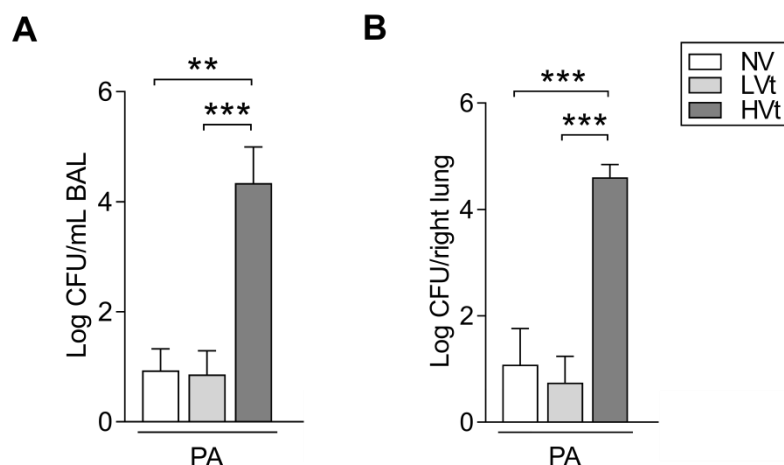 A
Log CFU/mL BAL
6
4
2
0
**
***
PA
B
Log CFU/right lung
6
4
2
0
***
***
PA
NV
LVt
HVt